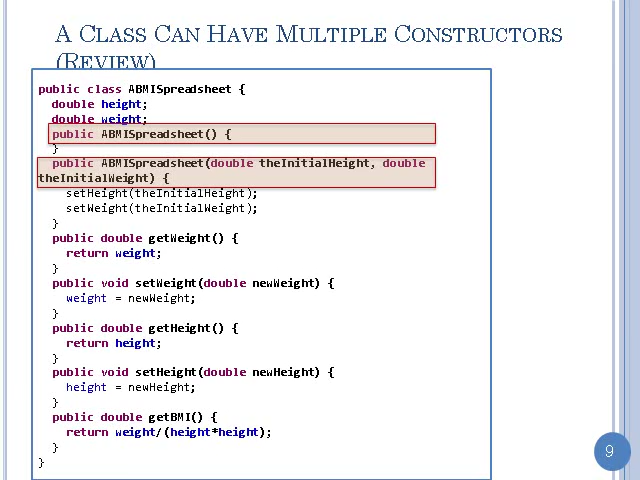 A CLASS CAN HAVE MULTIPLE CONSTRUCTORS
(REVIEW)
public class ABMISpreadsheet {
double height;
double weight;
public ABMISpreadsheet() {
}
public ABMISpreadsheet(double theInitialHeight, double
theInitialWeight) {
setHeight(theInitialHeight);
setWeight(theInitialWeight);
}
public double getWeight() {
return weight;
}
public void setWeight(double newWeight) {
weight = newWeight;
}
public double getHeight() {
return height;
}
public void setHeight(double newHeight) {
height = newHeight;
}
public double getBMI() {
return weight/(height*height);
}
}
9